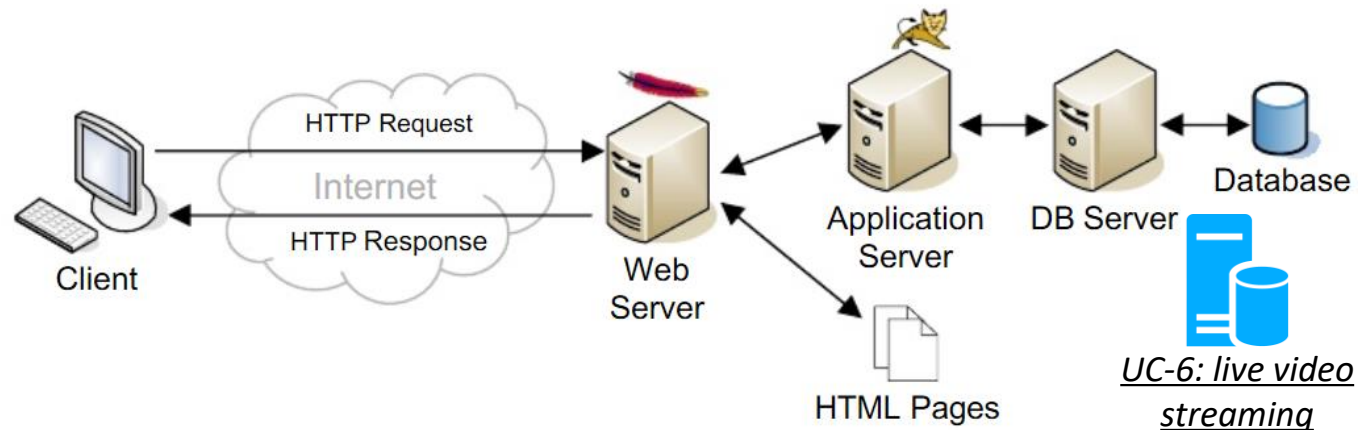 HTTP Request
Internet
HTTP Response
Client
Web
Server
Application
Server
DB Server
Database
HTML Pages
UC-6: live video
streaming